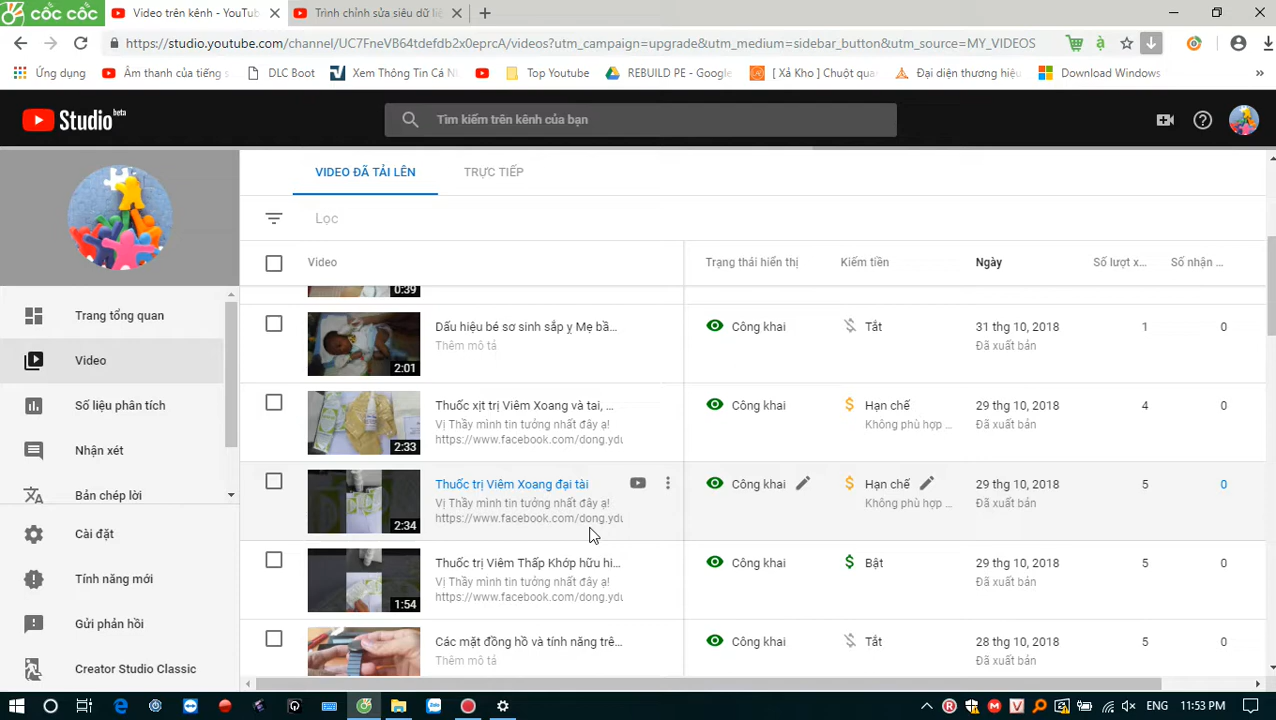 cốc cốc
Video trên kênh - YouTu
Trình chỉnh sửa siêu dữ li
https://studio.youtube.com/channel/UC7FneVB64tdefdb2x0eprCA/videos?utm_campaign=upgrade&utm_medium=sidebar_button&utm_source=MY_VIDEOS
Ứng dụng
Âm thanh của tiếng s
DLC Boot
Xem Thông Tin Cá N
Top Youtube
REBUILD PE - Google
[ Xả Kho ] Chuột qua
Đại diện thương hiệ
Download Windows
Studio beta
Tìm kiếm trên kênh của bạn
VIDEO ĐÃ TẢI LÊN
TRỰC TIẾP
Lọc
Video
Trạng thái hiển thị
Kiếm tiền
Ngày
Số lượt x...
Số nhận ...
Trang tổng quan
Video
Số liệu phân tích
Nhận xét
Bản chép lời
Cài đặt
Tính năng mới
Gửi phản hồi
Creator Studio Classic
0:39
Dấu hiệu bé sơ sinh sắp ỵ Mẹ bầ...
Thêm mô tả
2:01
Công khai
Tắt
31 thg 10, 2018
Đã xuất bản
1
0
Thuốc xịt trị Viêm Xoang và tai, ...
Vị Thầy mình tin tưởng nhất đây ạ!
https://www.facebook.com/dong.ydu
2:33
Công khai
Hạn chế
Không phù hợp ...
29 thg 10, 2018
Đã xuất bản
4
0
Thuốc trị Viêm Xoang đại tài
Vị Thầy mình tin tưởng nhất đây ạ!
https://www.facebook.com/dong.ydu
2:34
Công khai
Hạn chế
Không phù hợp ...
29 thg 10, 2018
Đã xuất bản
5
0
Thuốc trị Viêm Thấp Khớp hữu hi...
Vị Thầy mình tin tưởng nhất đây ạ!
https://www.facebook.com/dong.ydu
1:54
Công khai
Bật
29 thg 10, 2018
Đã xuất bản
5
0
Các mặt đồng hồ và tính năng trê...
Thêm mô tả
Công khai
Tắt
28 thg 10, 2018
Đã xuất bản
5
0
ENG
11:53 PM